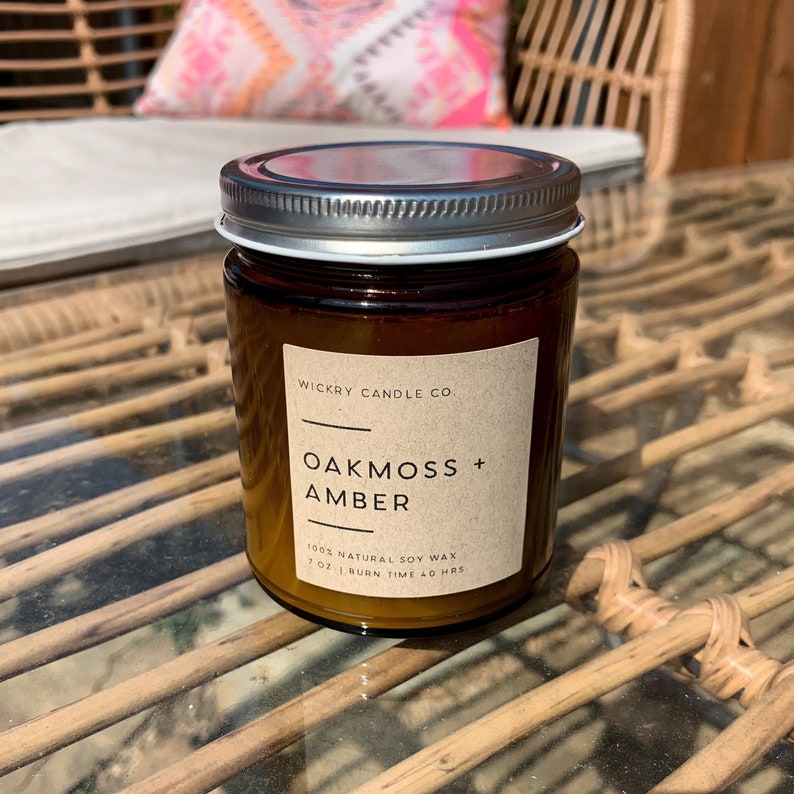 WICKRY CANDLE CO.
OAKMOSS +
AMBER
100% NATURAL SOY WAX
7 OZ. | BURN TIME 40 HRS